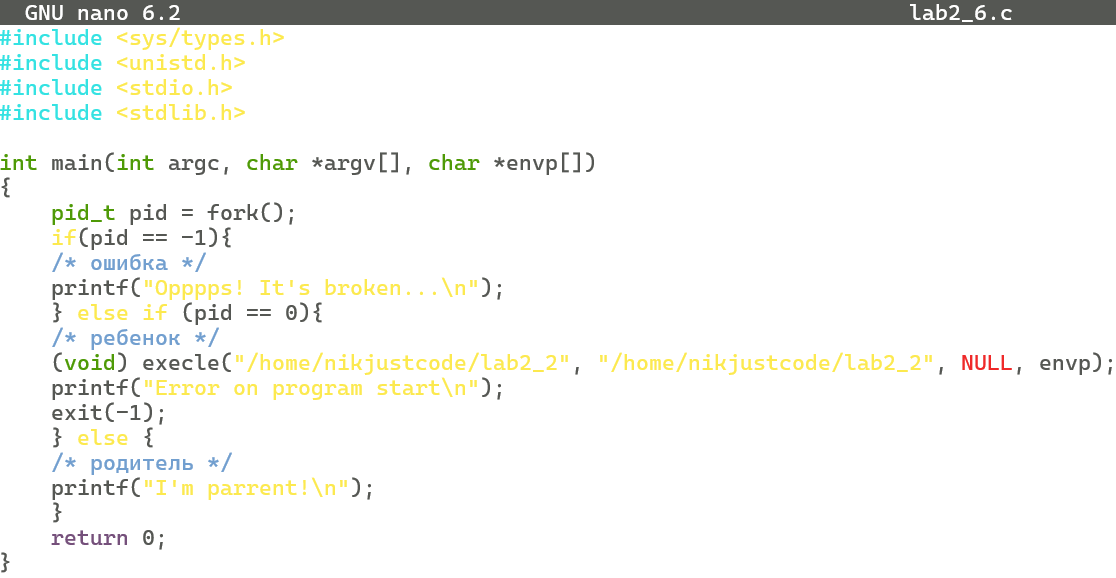 GNU nano 6.2 lab2_6.c
#include <sys/types.h>
#include <unistd.h>
#include <stdio.h>
#include <stdlib.h>
int main(int argc, char *argv[], char *envp[])
{
pid_t pid = fork();
if(pid == -1){
/* ошибка */
printf("Opppps! It's broken...\n");
} else if (pid == 0){
/* ребенок */
(void) execle("/home/nikjustcode/lab2_2", "/home/nikjustcode/lab2_2", NULL, envp);
printf("Error on program start\n");
exit(-1);
} else {
/* родитель */
printf("I'm parrent!\n");
}
return 0;
}